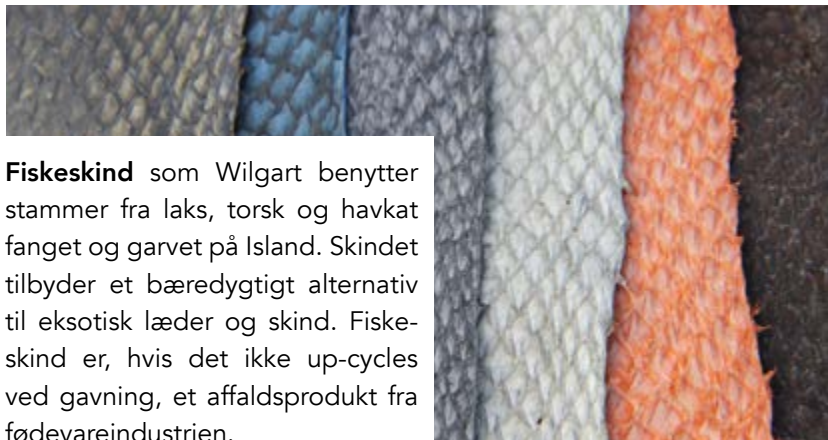 Fiskeskind som Wilgart benytter
stammer fra laks, torsk og havkat
fanget og garvet på Island. Skindet
tilbyder et bæredygtigt alternativ
til eksotisk læder og skind. Fiske-
skind er, hvis det ikke up-cycles
ved gavning, et affaldsprodukt fra
fødevareindustrien.